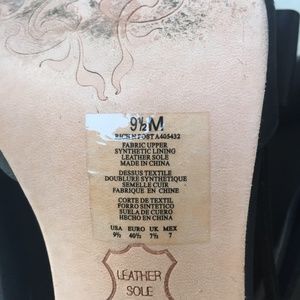 9½M
FABRIC UPPER
SYNTHETIC LINING
LEATHER SOLE
MADE IN CHINA
DESSUS TEXTILE
DOUBLURE SYNTHÉTIQUE
SEMELLE CUIR
FABRIQUE EN CHINE
CORTE DE TEXTIL
FORRO SINTETICO
SUELA DE CUERO
HECHO EN CHINA
USA EURO UK MEX
9½ 40½ 7½ 7
LEATHER
SOLE